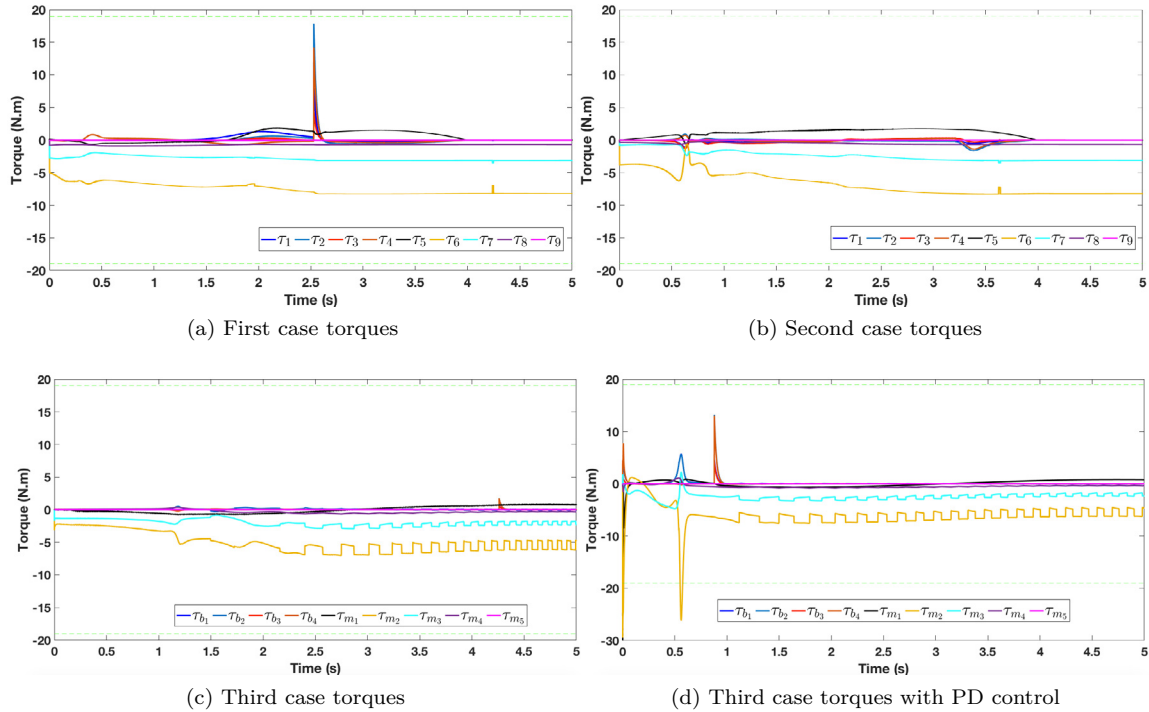 20
15
10
5
0
-5
-10
-15
-20
Torque (N.m)
τ1 τ2 τ3 τ4 τ5 τ6 τ7 τ8 τ9
0 0.5 1 1.5 2 2.5 3 3.5 4 4.5 5
Time (s)
(a) First case torques
20
15
10
5
0
-5
-10
-15
-20
Torque (N.m)
τ1 τ2 τ3 τ4 τ5 τ6 τ7 τ8 τ9
0 0.5 1 1.5 2 2.5 3 3.5 4 4.5 5
Time (s)
(b) Second case torques
20
15
10
5
0
-5
-10
-15
-20
Torque (N.m)
τb1 τb2 τb3 τb4 τm1 τm2 τm3 τm4 τm5
0 0.5 1 1.5 2 2.5 3 3.5 4 4.5 5
Time (s)
(c) Third case torques
20
10
0
-10
-20
-30
Torque (N.m)
τb1 τb2 τb3 τb4 τm1 τm2 τm3 τm4 τm5
0 0.5 1 1.5 2 2.5 3 3.5 4 4.5 5
Time (s)
(d) Third case torques with PD control